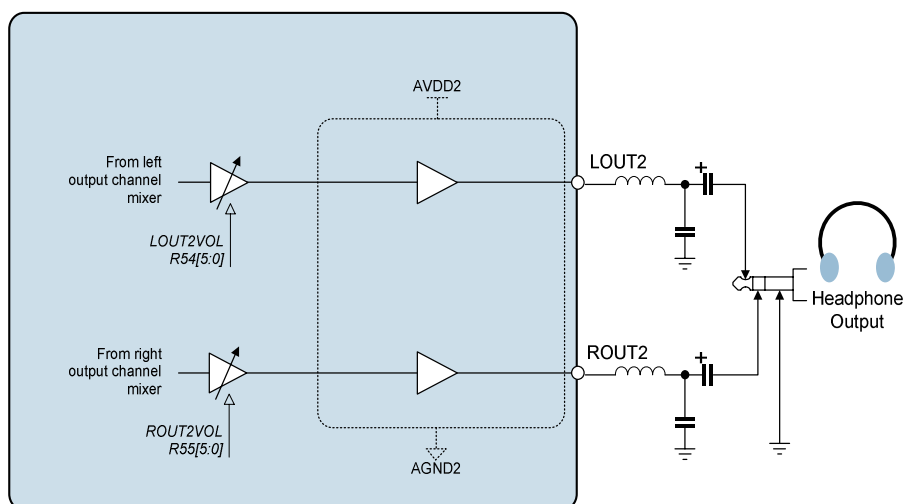 AVDD2
From left
output channel
mixer
LOUT2VOL
R54[5:0]
LOUT2
+
Headphone
Output
From right
output channel
mixer
ROUT2VOL
R55[5:0]
ROUT2
+
AGND2